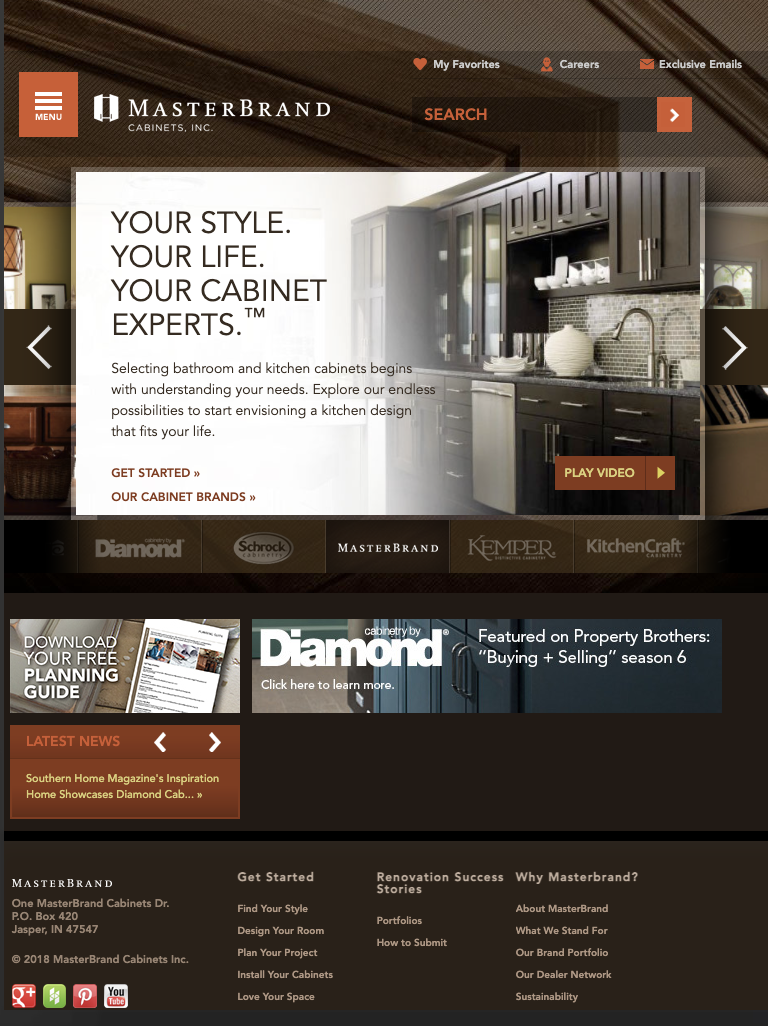 My Favorites
Careers
Exclusive Emails
MENU
MASTERBRAND
CABINETS, INC.
SEARCH
YOUR STYLE.
YOUR LIFE.
YOUR CABINET
EXPERTS.™
Selecting bathroom and kitchen cabinets begins
with understanding your needs. Explore our endless
possibilities to start envisioning a kitchen design
that fits your life.
GET STARTED »
OUR CABINET BRANDS »
PLAY VIDEO
cabinetry by
Diamond
Schrock
cabinetry
MASTERBRAND
KEMPER
DISTINCTIVE CABINETRY
KitchenCraft
CABINETRY
DOWNLOAD
YOUR FREE
PLANNING
GUIDE
cabinetry by
Diamond®
Click here to learn more.
Featured on Property Brothers:
“Buying + Selling” season 6
LATEST NEWS
Southern Home Magazine's Inspiration
Home Showcases Diamond Cab... »
MASTERBRAND
One MasterBrand Cabinets Dr.
P.O. Box 420
Jasper, IN 47547
© 2018 MasterBrand Cabinets Inc.
g+
You
Tube
Get Started
Find Your Style
Design Your Room
Plan Your Project
Install Your Cabinets
Love Your Space
Renovation Success
Stories
Portfolios
How to Submit
Why Masterbrand?
About MasterBrand
What We Stand For
Our Brand Portfolio
Our Dealer Network
Sustainability